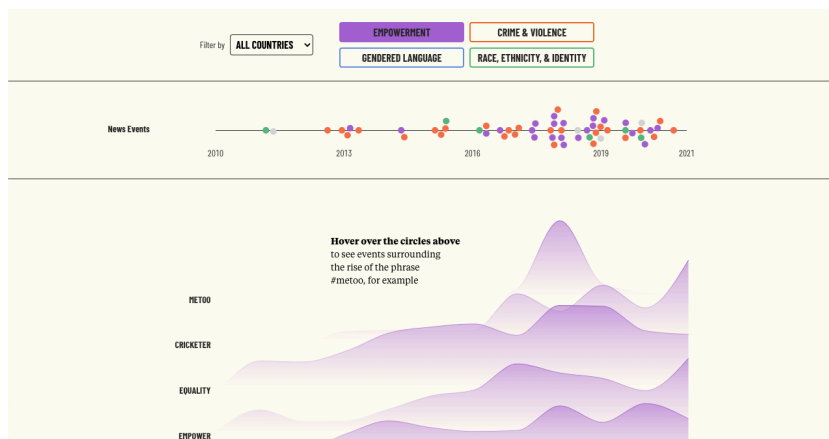 Filter by ALL COUNTRIES
EMPOWERMENT
CRIME & VIOLENCE
GENDERED LANGUAGE
RACE, ETHNICITY, & IDENTITY
News Events
2010 2013 2016 2019 2021
Hover over the circles above
to see events surrounding
the rise of the phrase
#metoo, for example
METOO
CRICKETER
EQUALITY
EMPOWER